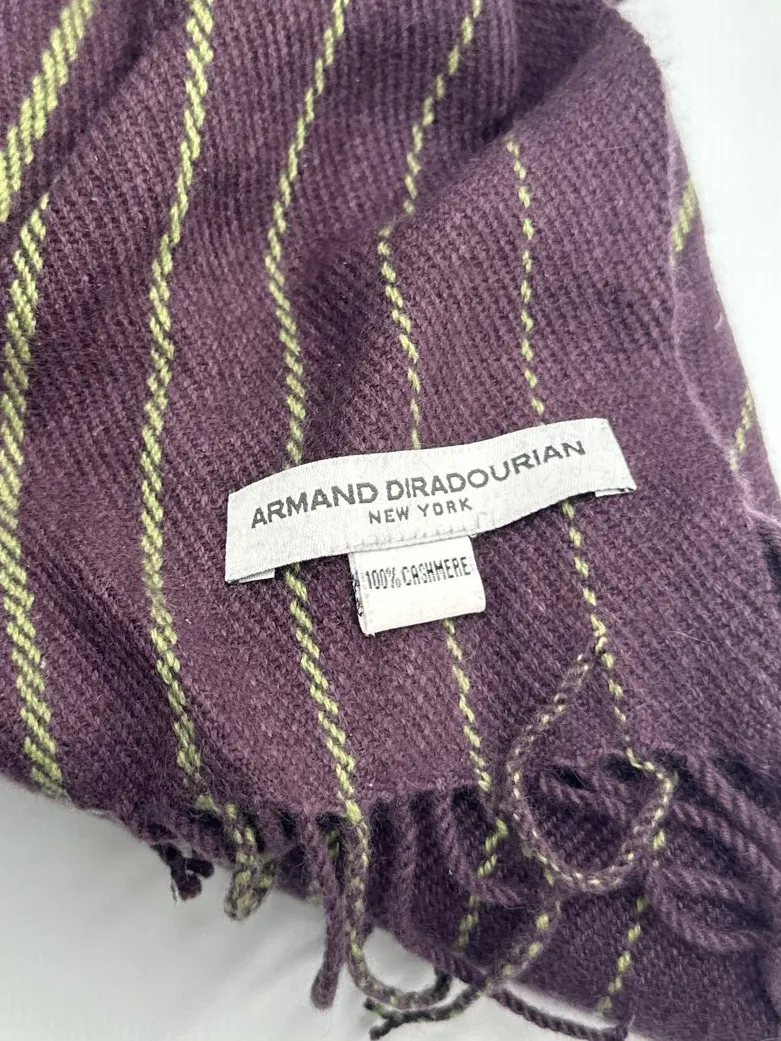 ARMAND DIRADOURIAN
NEW YORK
100% CASHMERE